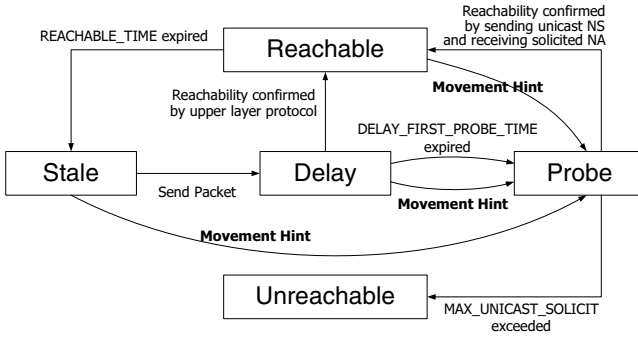 Reachability confirmed
by sending unicast NS
and receiving solicited NA
REACHABLE_TIME expired
Reachable
Movement Hint
Reachability confirmed
by upper layer protocol
DELAY_FIRST_PROBE_TIME
expired
Stale
Delay
Probe
Send Packet
Movement Hint
Movement Hint
Unreachable
MAX_UNICAST_SOLICIT
exceeded